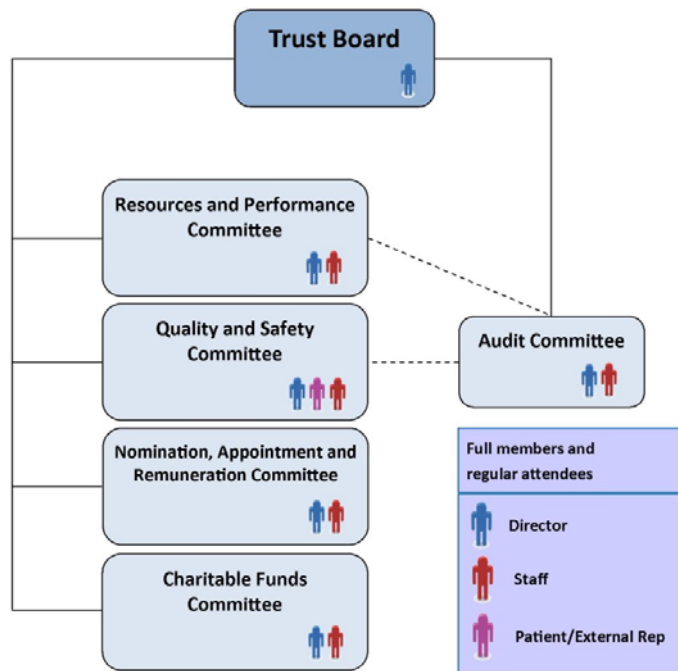 Trust Board
Resources and Performance
Committee
Quality and Safety
Committee
Audit Committee
Nomination, Appointment and
Remuneration Committee
Charitable Funds
Committee
Full members and
regular attendees
Director
Staff
Patient/External Rep